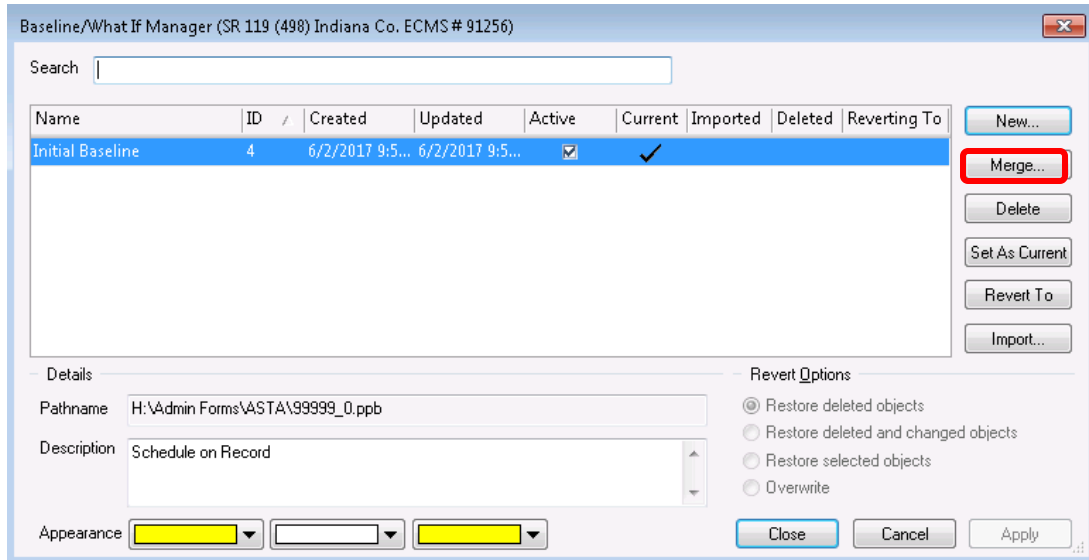 Baseline/What If Manager (SR 119 (498) Indiana Co. ECMS # 91256)
Search
Name ID Created Updated Active Current Imported Deleted Reverting To
Initial Baseline 4 6/2/2017 9:5... 6/2/2017 9:5...
New...
Merge...
Delete
Set As Current
Revert To
Import...
Details
Pathname H:\Admin Forms\ASTA\99999_0.ppb
Description Schedule on Record
Appearance
Revert Options
Restore deleted objects
Restore deleted and changed objects
Restore selected objects
Overwrite
Close Cancel Apply